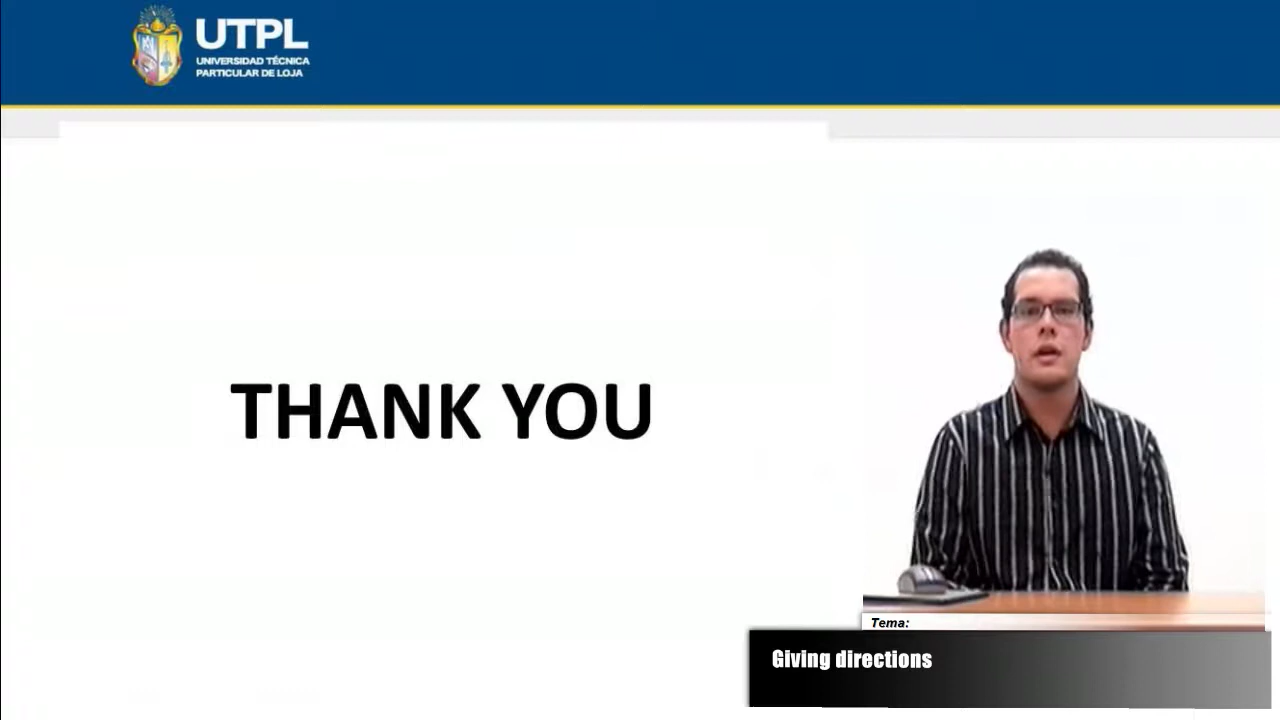 UTPL
UNIVERSIDAD TÉCNICA
PARTICULAR DE LOJA
THANK YOU
Tema:
Giving directions